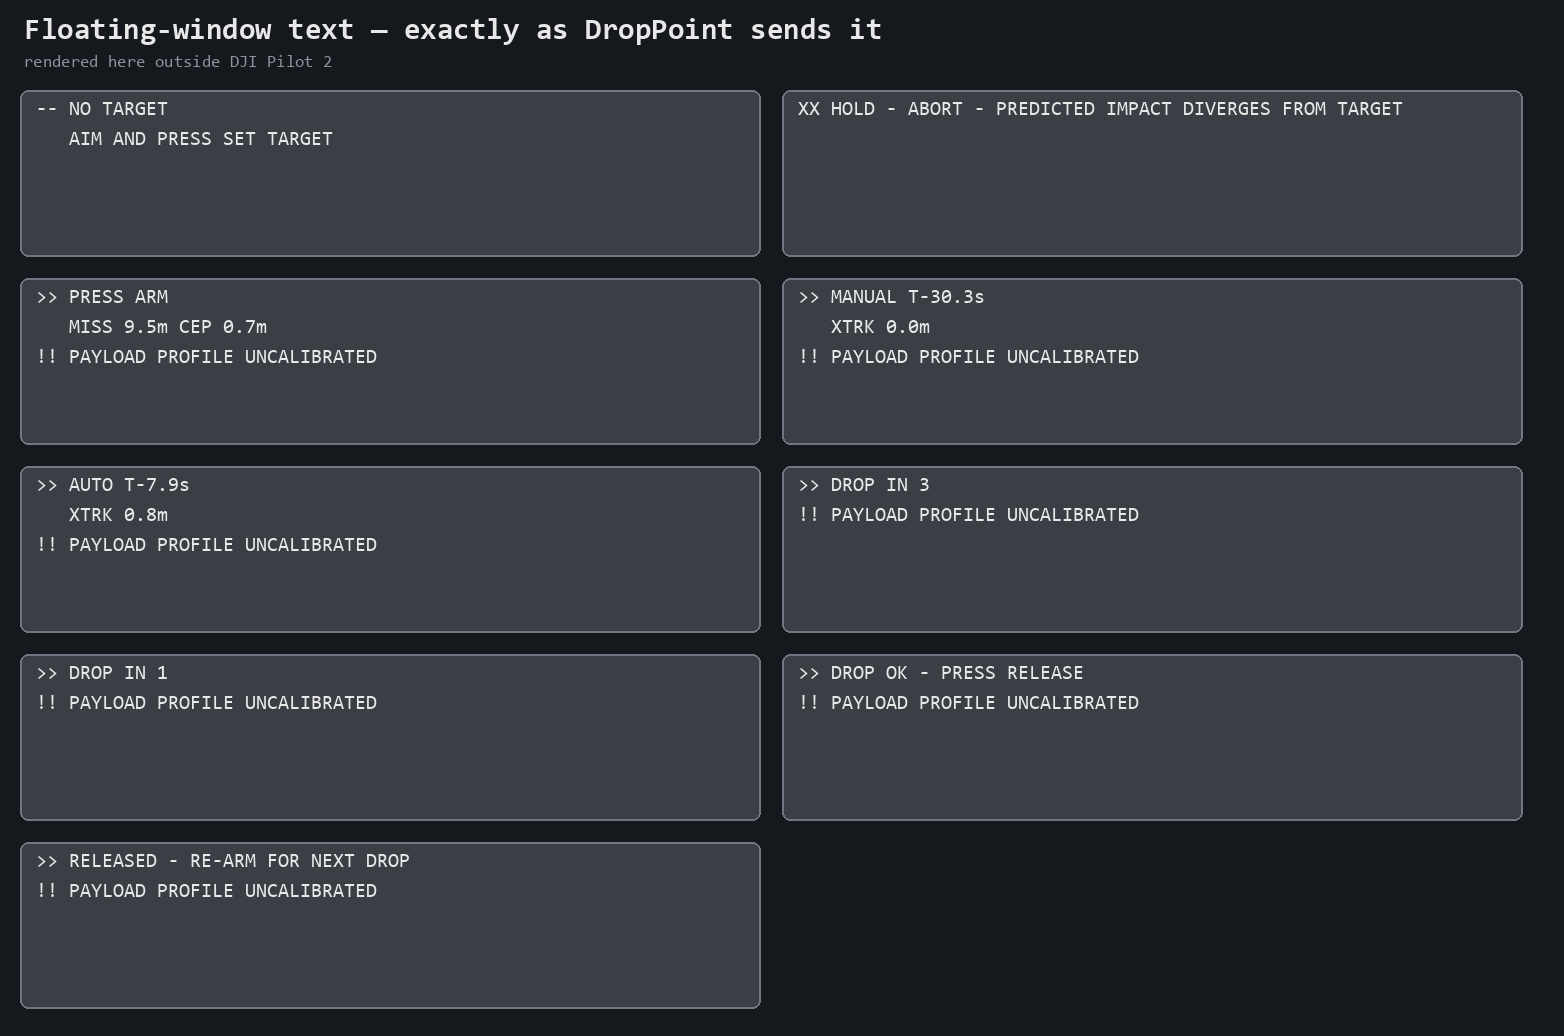 Floating-window text — exactly as DropPoint sends it
rendered here outside DJI Pilot 2
-- NO TARGET
AIM AND PRESS SET TARGET
XX HOLD - ABORT - PREDICTED IMPACT DIVERGES FROM TARGET
>> PRESS ARM
MISS 9.5m CEP 0.7m
!! PAYLOAD PROFILE UNCALIBRATED
>> MANUAL T-30.3s
XTRK 0.0m
!! PAYLOAD PROFILE UNCALIBRATED
>> AUTO T-7.9s
XTRK 0.8m
!! PAYLOAD PROFILE UNCALIBRATED
>> DROP IN 3
!! PAYLOAD PROFILE UNCALIBRATED
>> DROP IN 1
!! PAYLOAD PROFILE UNCALIBRATED
>> DROP OK - PRESS RELEASE
!! PAYLOAD PROFILE UNCALIBRATED
>> RELEASED - RE-ARM FOR NEXT DROP
!! PAYLOAD PROFILE UNCALIBRATED